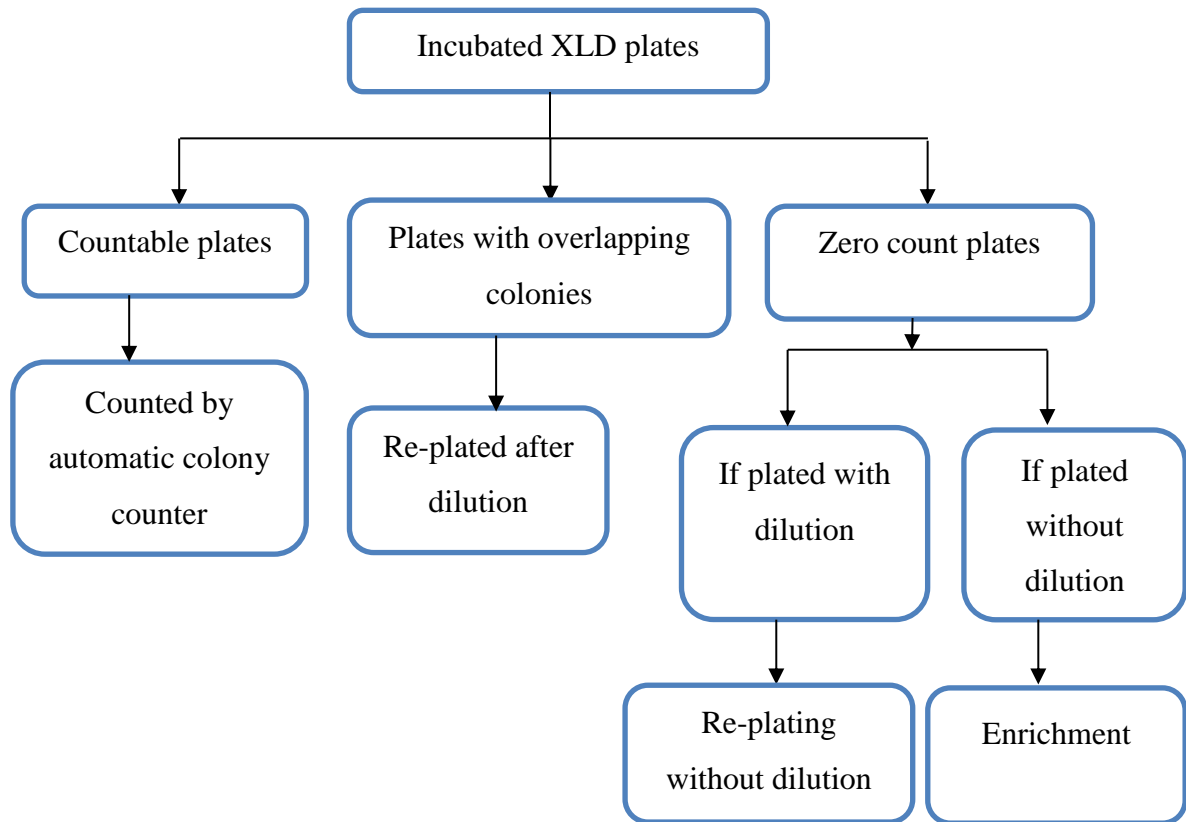 Incubated XLD plates
Countable plates
Plates with overlapping
colonies
Zero count plates
Counted by
automatic colony
counter
Re-plated after
dilution
If plated with
dilution
If plated
without
dilution
Re-plating
without dilution
Enrichment